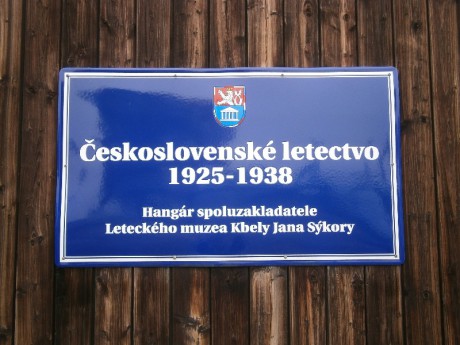 Československé letectvo
1925-1938
Hangár spoluzakladatele
Leteckého muzea Kbely Jana Sýkory